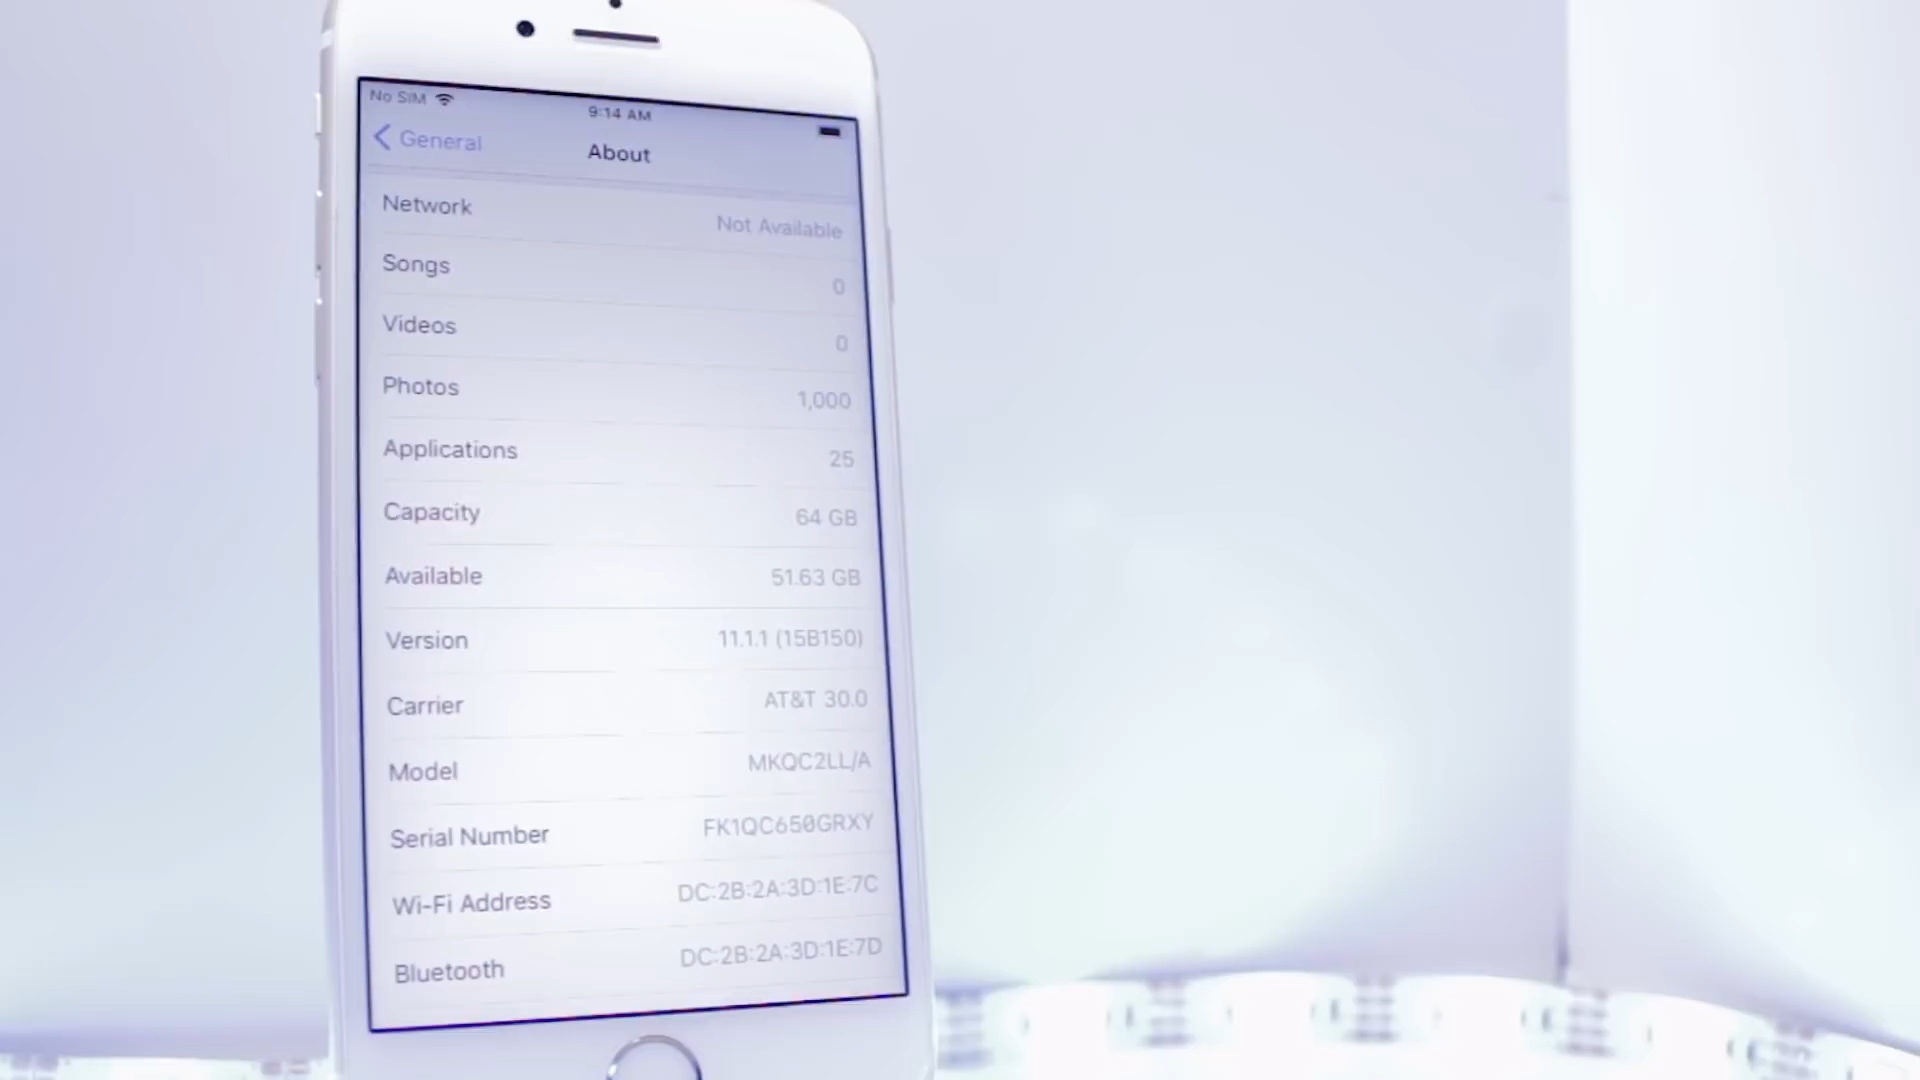 No SIM
9:14 AM
General
About
Network Not Available
Songs 0
Videos 0
Photos 1,000
Applications 25
Capacity 64 GB
Available 51.63 GB
Version 11.1.1 (15B150)
Carrier AT&T 30.0
Model MKQC2LL/A
Serial Number FK1QC650GRXY
Wi-Fi Address DC:2B:2A:3D:1E:7C
Bluetooth DC:2B:2A:3D:1E:7D